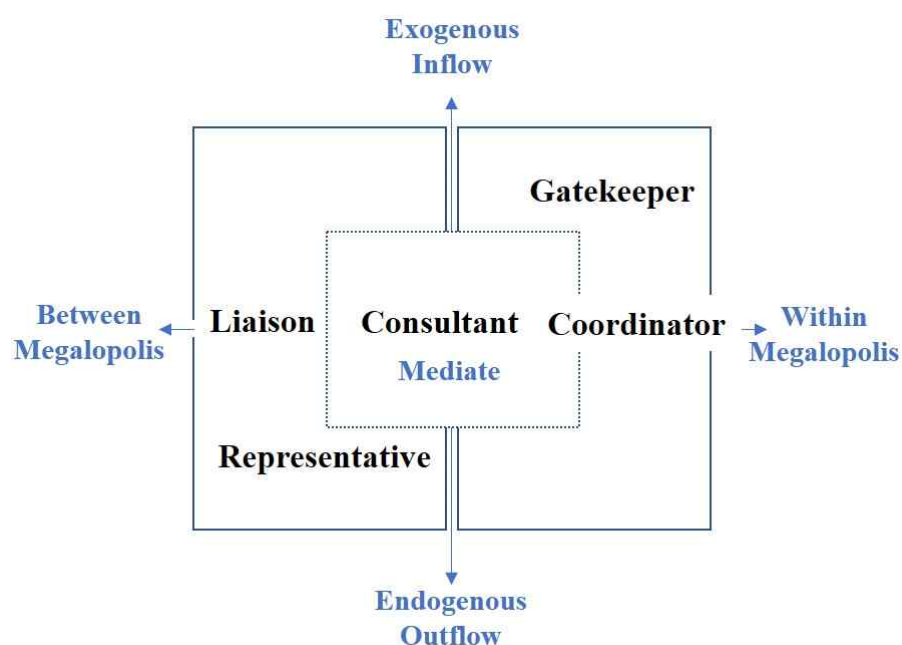 Exogenous
Inflow
Gatekeeper
Between
Megalopolis
Liaison
Consultant
Mediate
Coordinator
Within
Megalopolis
Representative
Endogenous
Outflow